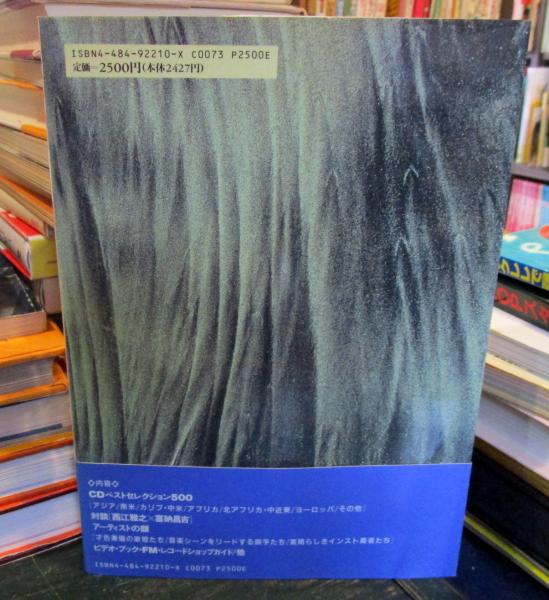 ISBN4-484-92210-X C0073 P2500E
定価=2500円(本体2427円)
◇内容◇
CDベストセレクション500
[アジア/南米/カリブ・中米/アフリカ/北アフリカ・中近東/ヨーロッパ/その他]
対談[西江雅之×喜納昌吉]
アーティストの顔
[才色兼備の歌姫たち/音楽シーンをリードする旗手たち/素晴らしきインスト奏者たち]
ビデオ・ブック・FM・レコードショップガイド/他
ISBN4-484-92210-X C0073 P2500E